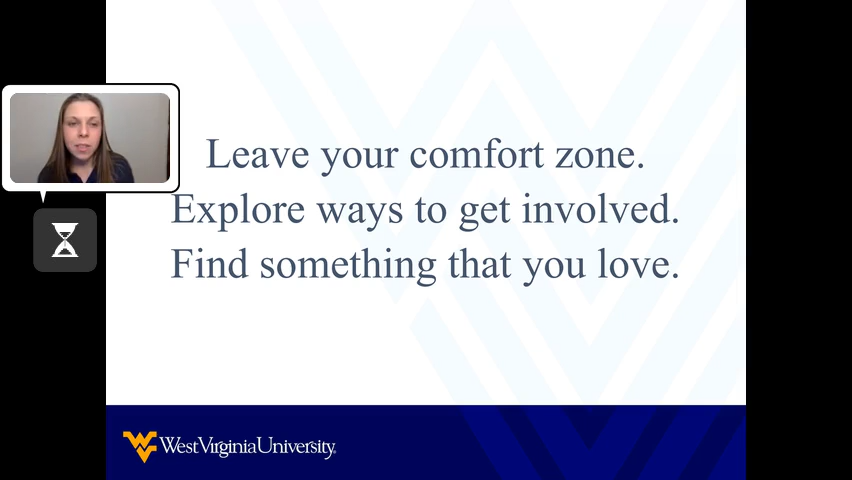 Leave your comfort zone.
Explore ways to get involved.
Find something that you love.
WestVirginiaUniversity.